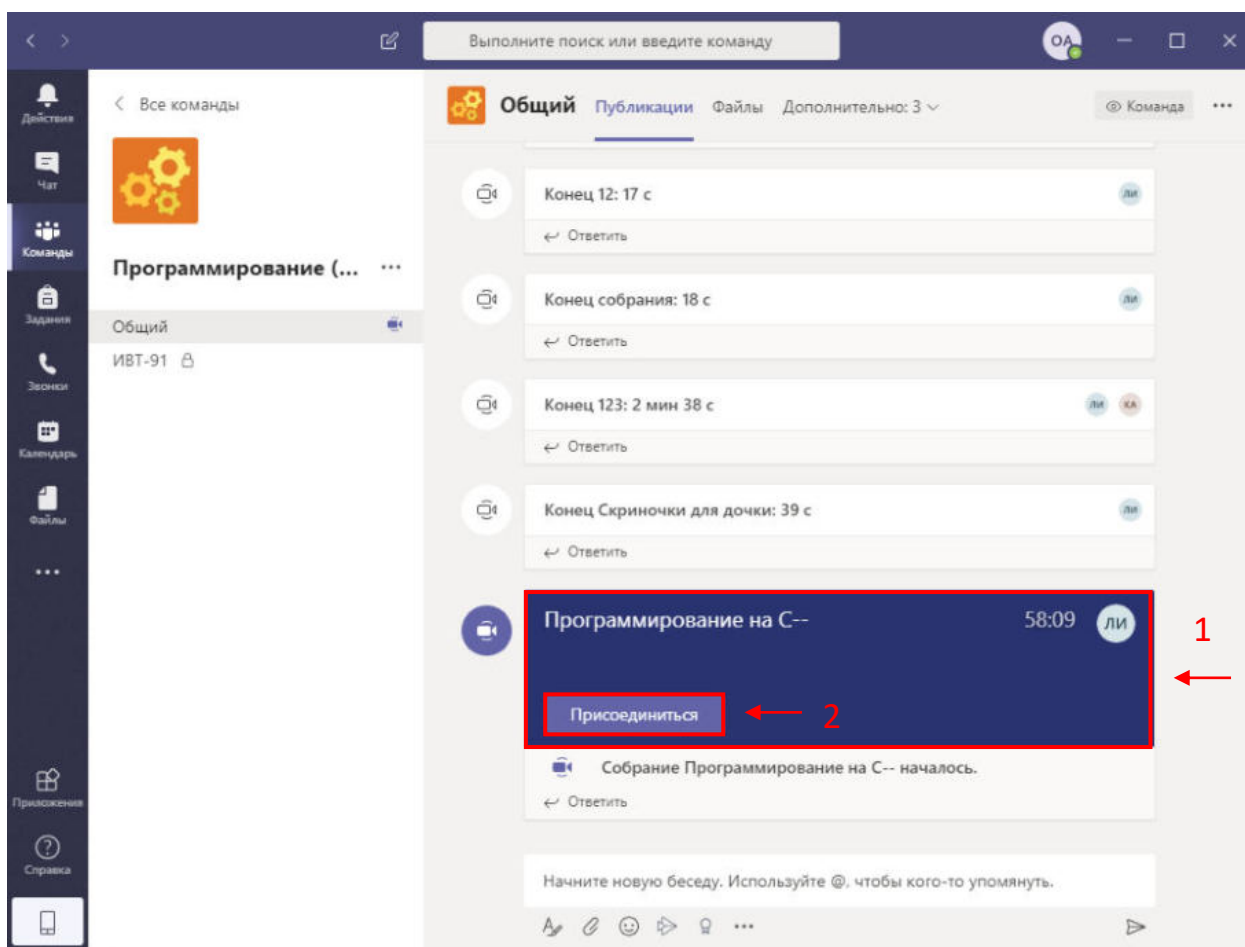 Выполните поиск или введите команду
ОА
Действия
Чат
Команды
Задания
Звонки
Календарь
Файлы
Приложения
Справка
Все команды
Программирование (...
Общий
ИВТ-91
Общий Публикации Файлы Дополнительно: 3
Команда
Конец 12: 17 с
ЛИ
Ответить
Конец собрания: 18 с
ЛИ
Ответить
Конец 123: 2 мин 38 с
ЛИ КА
Ответить
Конец Скриночки для дочки: 39 с
ЛИ
Ответить
Программирование на С-- 58:09 ЛИ
1
Присоединиться
2
Собрание Программирование на С-- началось.
Ответить
Начните новую беседу. Используйте @, чтобы кого-то упомянуть.